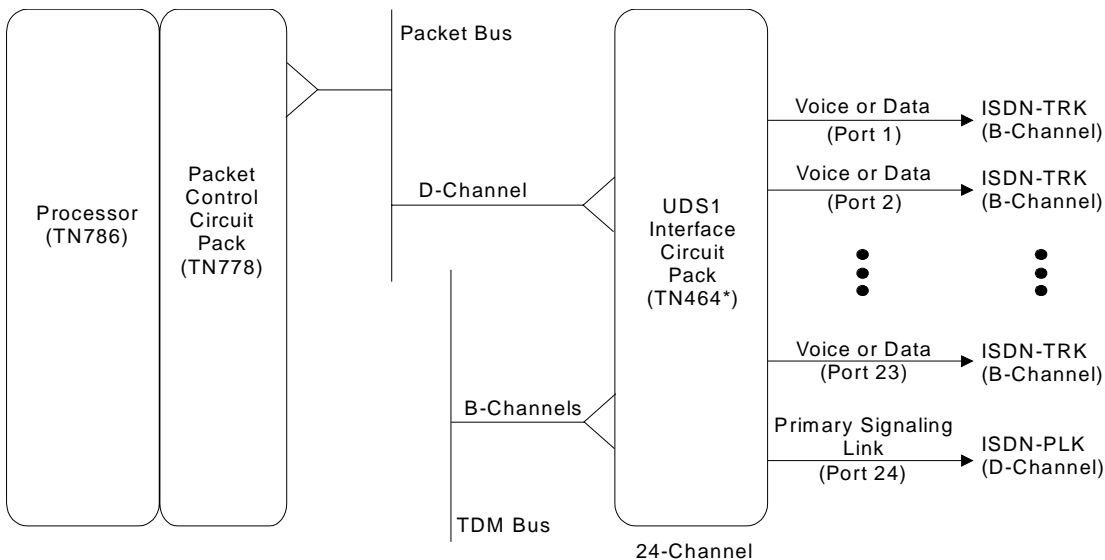 Packet Bus
Processor
(TN786)
Packet
Control
Circuit
Pack
(TN778)
D-Channel
B-Channels
TDM Bus
UDS1
Interface
Circuit
Pack
(TN464*)
24-Channel
Voice or Data
(Port 1)
ISDN-TRK
(B-Channel)
Voice or Data
(Port 2)
ISDN-TRK
(B-Channel)
Voice or Data
(Port 23)
ISDN-TRK
(B-Channel)
Primary Signaling
Link
(Port 24)
ISDN-PLK
(D-Channel)